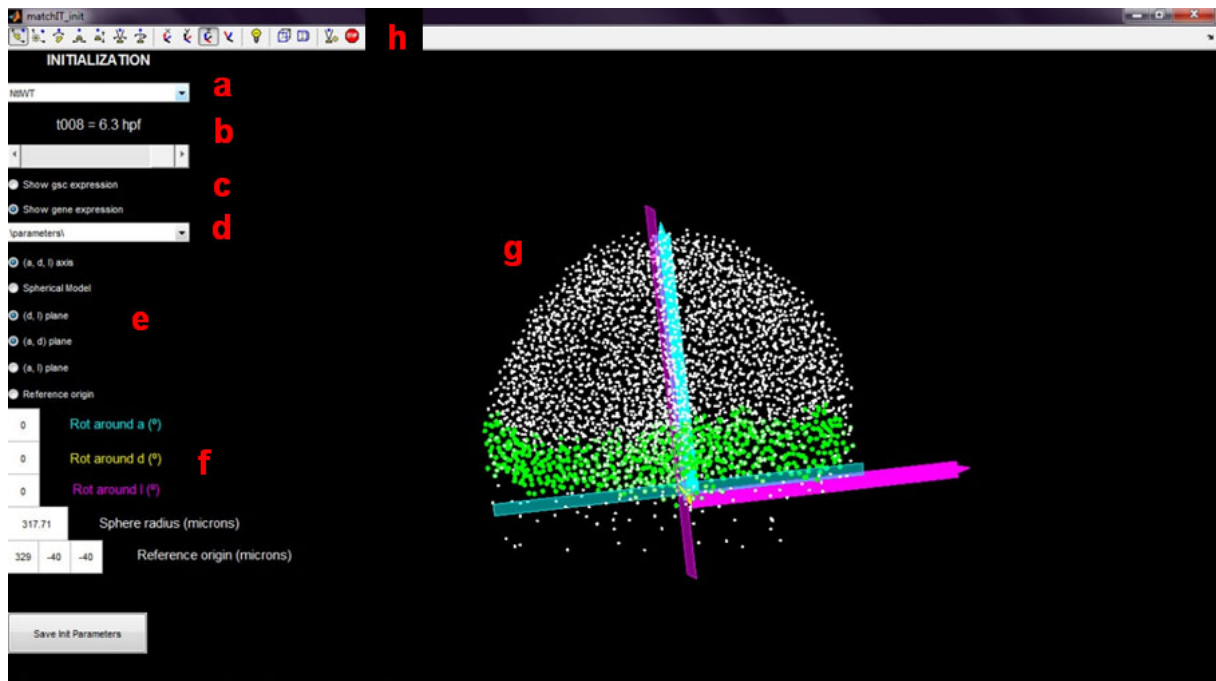 matchIT_init
h
INITIALIZATION
NtlWT
a
t008 = 6.3 hpf
b
Show gsc expression
c
Show gene expression
\parameters\
d
(a, d, l) axis
Spherical Model
(d, l) plane
e
(a, d) plane
(a, l) plane
Reference origin
g
0 Rot around a (º)
0 Rot around d (º)
f
0 Rot around l (º)
317.71 Sphere radius (microns)
329 -40 -40 Reference origin (microns)
Save Init Parameters